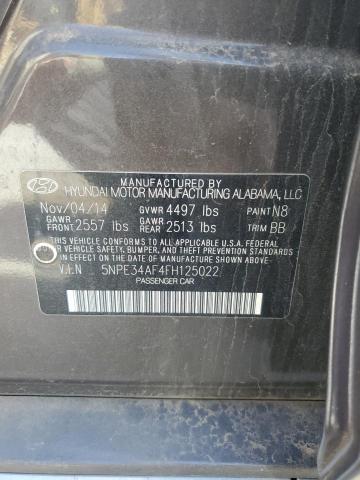 MANUFACTURED BY
HYUNDAI MOTOR MANUFACTURING ALABAMA, LLC
Nov/04/14 GVWR 4497 lbs PAINT N8
GAWR FRONT 2557 lbs GAWR REAR 2513 lbs TRIM BB
THIS VEHICLE CONFORMS TO ALL APPLICABLE U.S.A. FEDERAL
MOTOR VEHICLE SAFETY, BUMPER, AND THEFT PREVENTION
STANDARDS IN EFFECT ON THE DATE OF MANUFACTURE SHOWN ABOVE.
V.I.N 5NPE34AF4FH125022
PASSENGER CAR